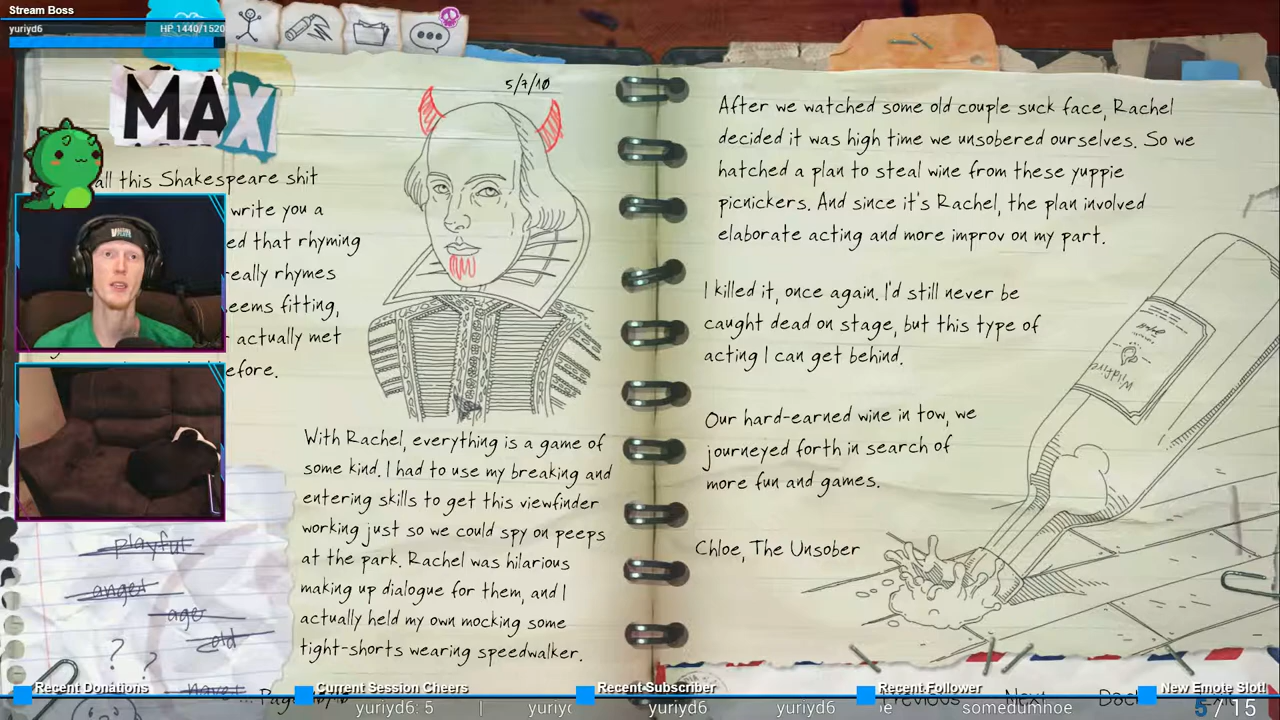 Stream Boss
yuriyd6 HP 1440/1520
MAX
5/7/10
all this Shakespeare shit
write you a
ed that rhyming
really rhymes
eems fitting,
actually met
efore.
With Rachel, everything is a game of
some kind. I had to use my breaking and
entering skills to get this viewfinder
working just so we could spy on peeps
at the park. Rachel was hilarious
making up dialogue for them, and I
actually held my own mocking some
tight-shorts wearing speedwalker.
playful
anger
age
old
? ?
After we watched some old couple suck face, Rachel
decided it was high time we unsobered ourselves. So we
hatched a plan to steal wine from these yuppie
picnickers. And since it's Rachel, the plan involved
elaborate acting and more improv on my part.
I killed it, once again. I'd still never be
caught dead on stage, but this type of
acting I can get behind.
Our hard-earned wine in tow, we
journeyed forth in search of
more fun and games.
Chloe, The Unsober
Recent Donations
Current Session Cheers
Recent Subscriber
Recent Follower
New Emote Slot!
yuriyd6: 5 |
yuriyd6
yuriyd6
somedumnoe
5 / 15